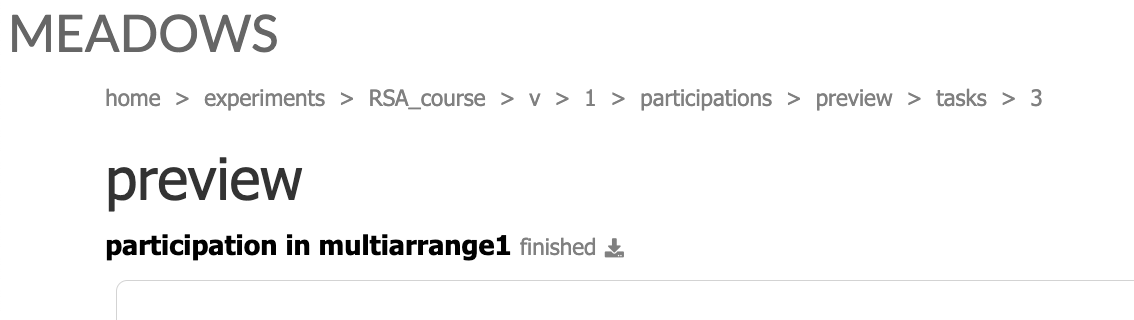 MEADOWS
home > experiments > RSA_course > v > 1 > participations > preview > tasks > 3
preview
participation in multiarrange1 finished